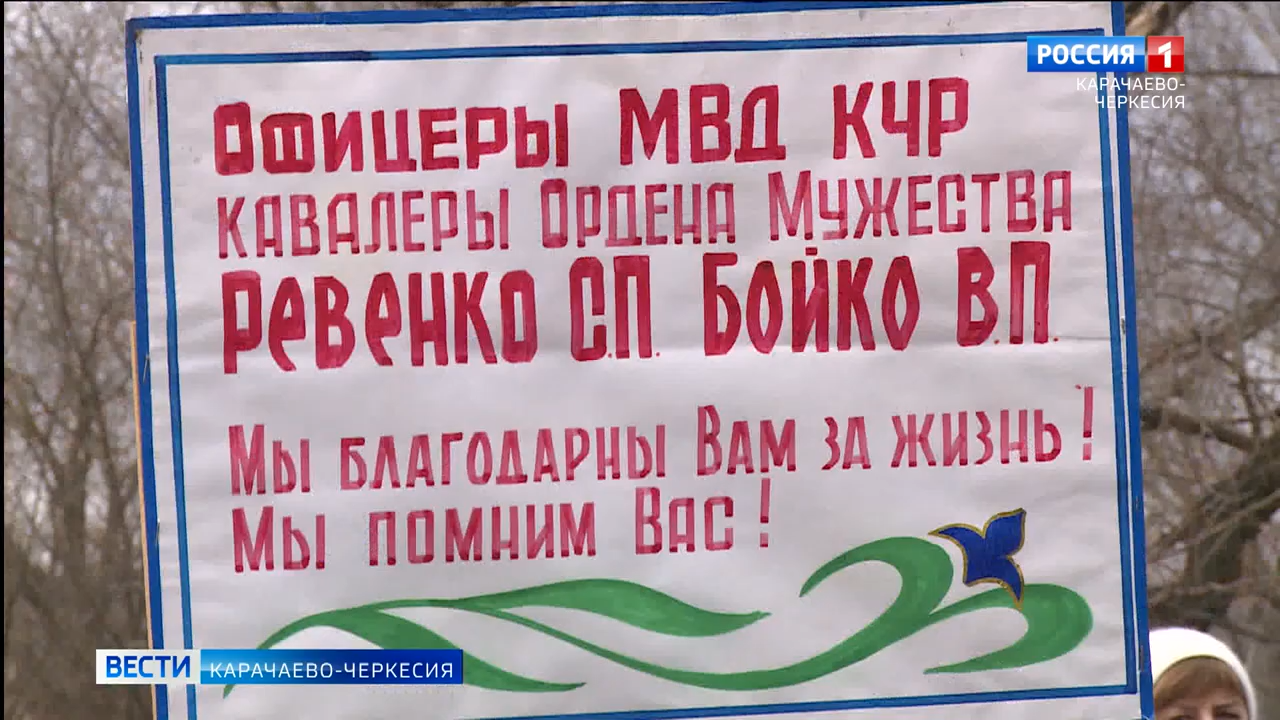 РОССИЯ 1
КАРАЧАЕВО-
ЧЕРКЕСИЯ
ОФИЦЕРЫ МВД КЧР
КАВАЛЕРЫ ОРДЕНА МУЖЕСТВА
РЕВЕНКО С.П. БОЙКО В.П.
МЫ БЛАГОДАРНЫ ВАМ ЗА ЖИЗНЬ!
МЫ ПОМНИМ ВАС!
ВЕСТИ КАРАЧАЕВО-ЧЕРКЕСИЯ